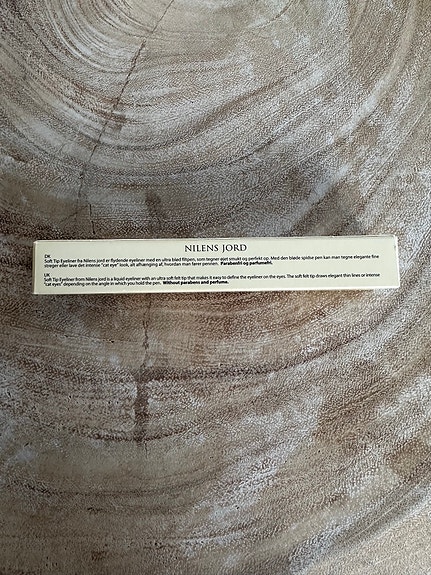 NILENS JORD
DK
Soft Tip Eyeliner fra Nilens jord er flydende eyeliner med en ultra blød filtpen, som tegner øjet smukt og perfekt op. Med den bløde spidse pen kan man tegne elegante fine
streger eller lave det intense "cat eye" look, alt afhængig af, hvordan man fører pennen. Parabenfri og parfumefri.
UK
Soft Tip Eyeliner from Nilens jord is a liquid eyeliner with an ultra soft felt tip that makes it easy to define the eyeliner on the eyes. The soft felt tip draws elegant thin lines or intense
"cat eyes" depending on the angle in which you hold the pen. Without parabens and perfume.